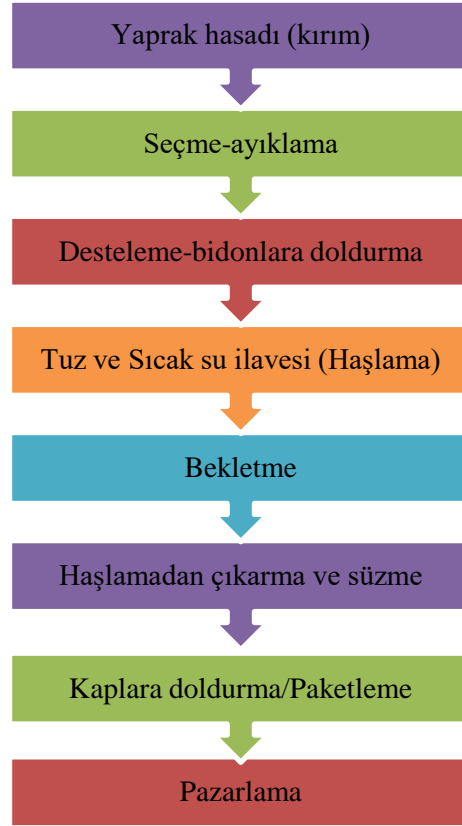 Yaprak hasadı (kırım)
Seçme-ayıklama
Desteleme-bidonlara doldurma
Tuz ve Sıcak su ilavesi (Haşlama)
Bekletme
Haşlamadan çıkarma ve süzme
Kaplara doldurma/Paketleme
Pazarlama